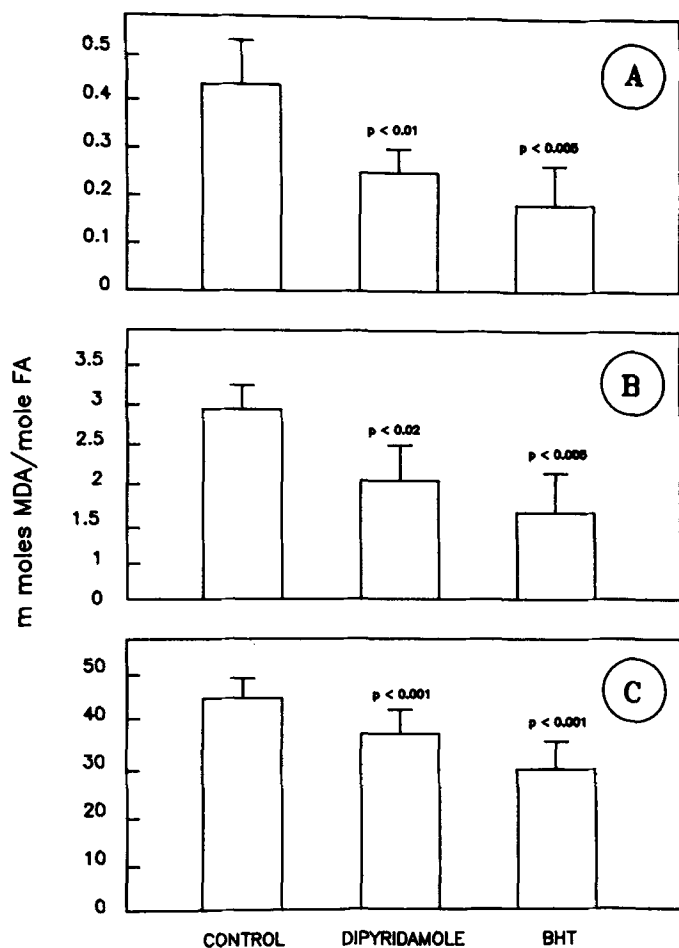 0.5
0.4
0.3
0.2
0.1
0
A
p < 0.01
p < 0.005
m moles MDA/mole FA
3.5
3
2.5
2
1.5
1
0
B
p < 0.02
p < 0.005
50
40
30
20
10
0
C
p < 0.001
p < 0.001
CONTROL DIPYRIDAMOLE BHT